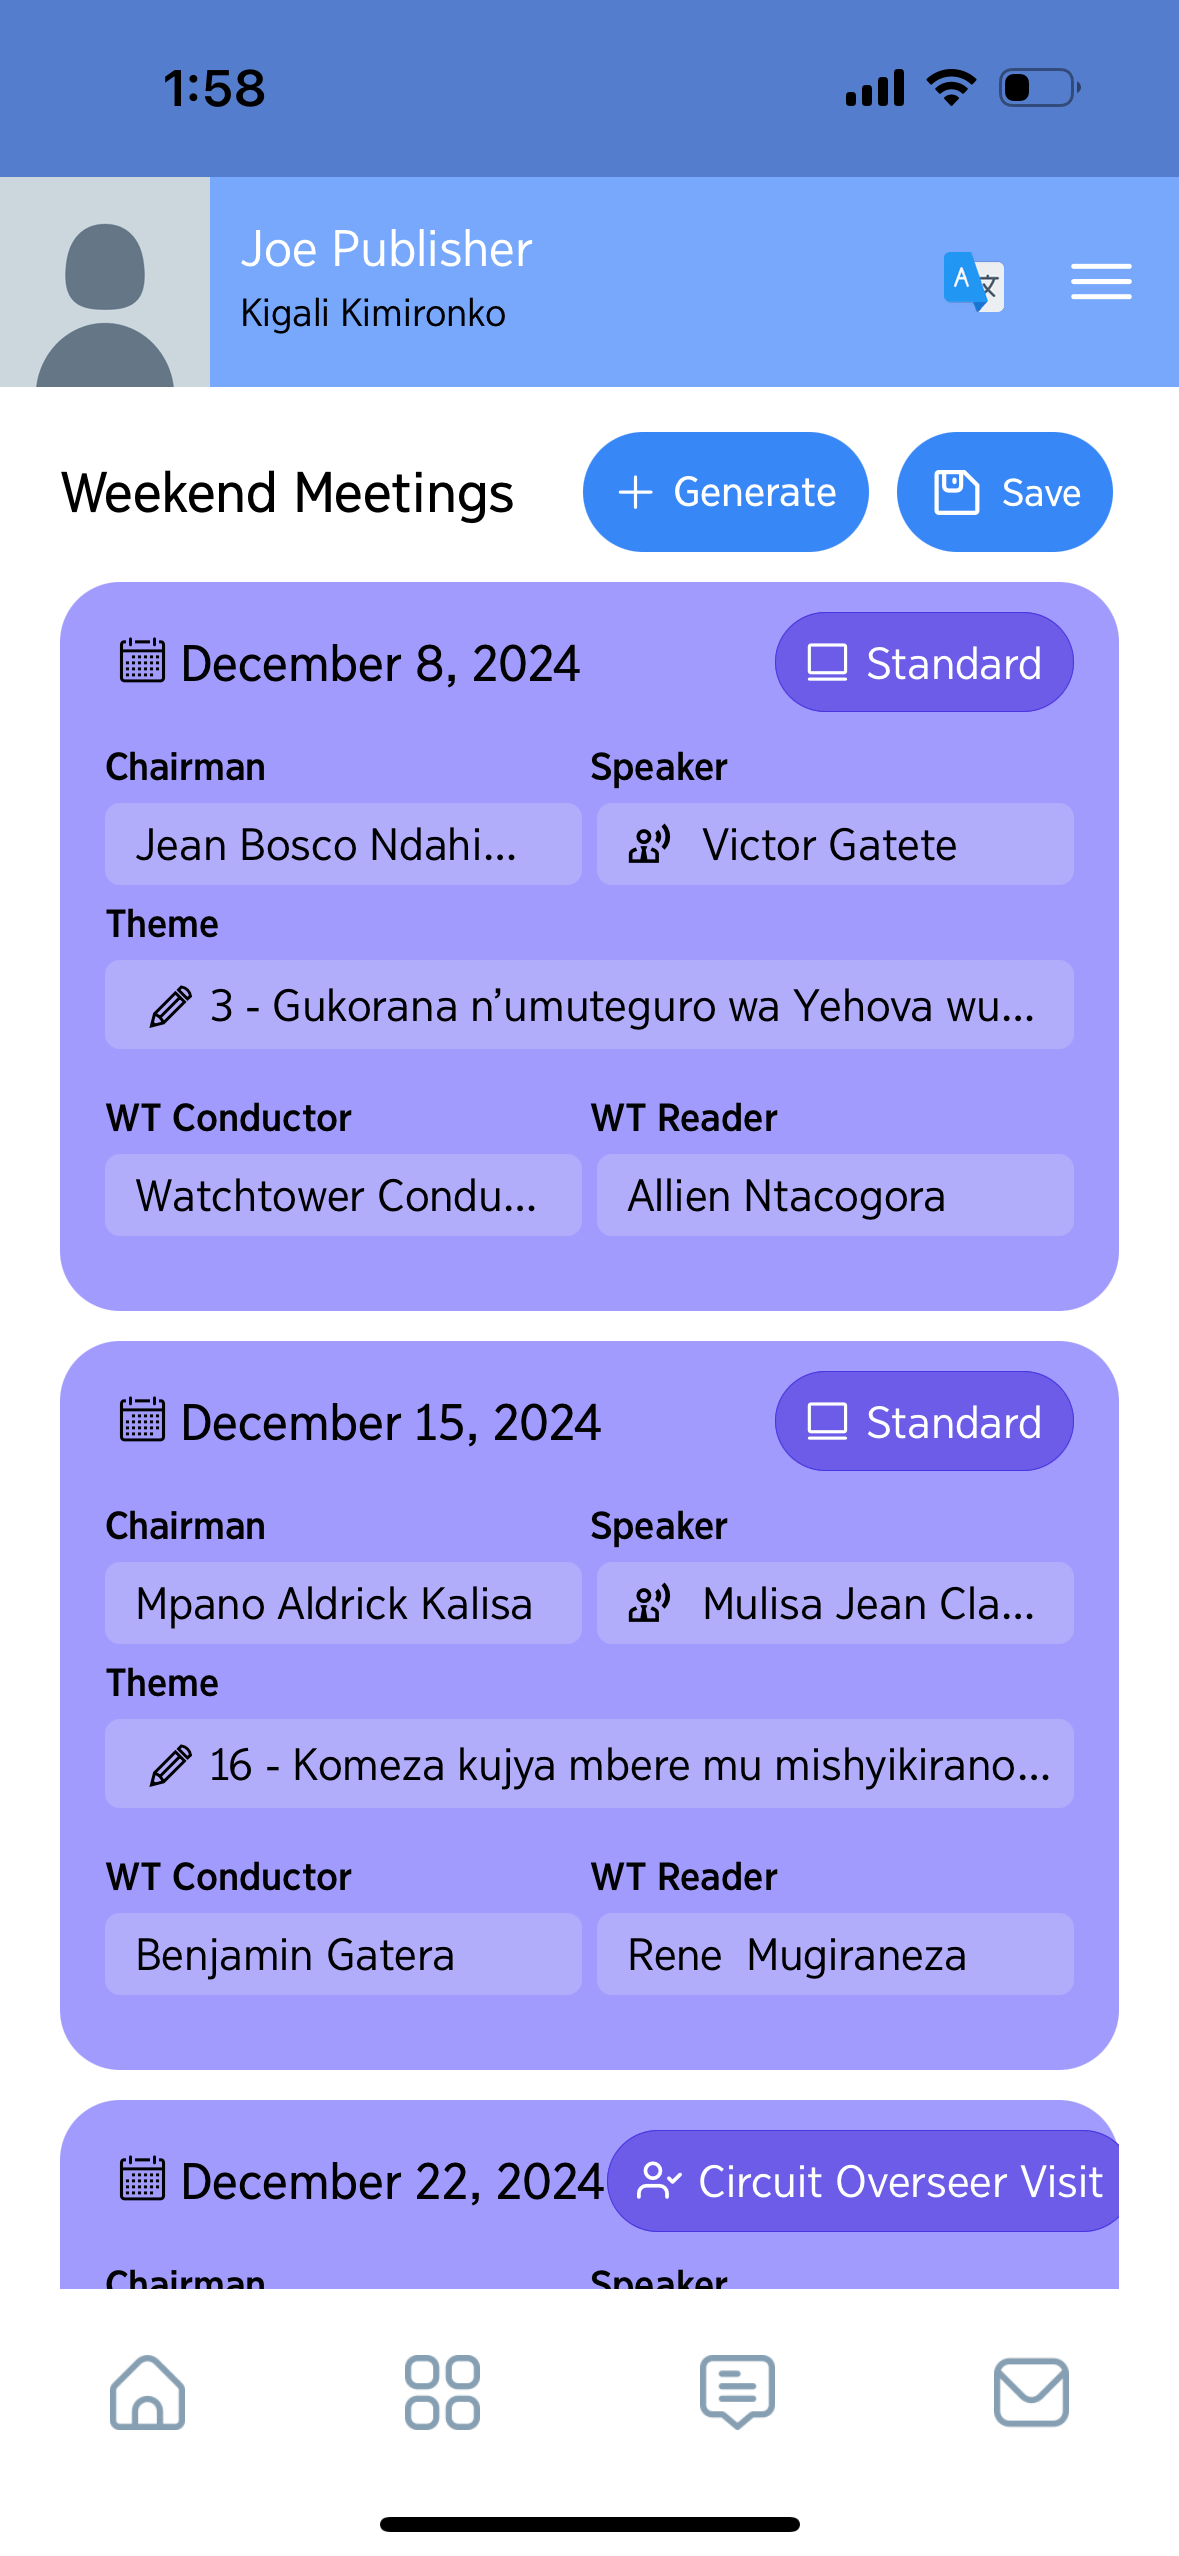 1:58
Joe Publisher
Kigali Kimironko
Weekend Meetings
Generate
Save
December 8, 2024
Standard
Chairman
Speaker
Jean Bosco Ndahi...
Victor Gatete
Theme
3 - Gukorana n’umuteguro wa Yehova wu...
WT Conductor
WT Reader
Watchtower Condu...
Allien Ntacogora
December 15, 2024
Standard
Chairman
Speaker
Mpano Aldrick Kalisa
Mulisa Jean Cla...
Theme
16 - Komeza kujya mbere mu mishyikirano...
WT Conductor
WT Reader
Benjamin Gatera
Rene  Mugiraneza
December 22, 2024
Circuit Overseer Visit
Chairman
Speaker